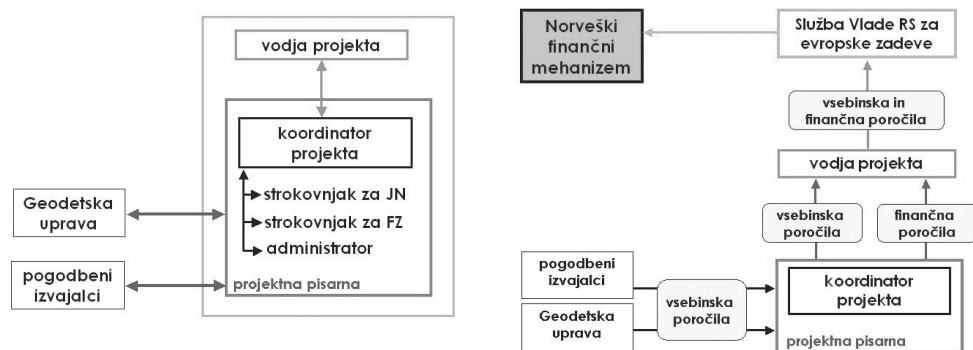 vodja projekta
koordinator
projekta
strokovnjak za JN
strokovnjak za FZ
administrator
projektna pisarna
Geodetska
uprava
pogodbeni
izvajalci
Norveški
finančni
mehanizem
Služba Vlade RS za
evropske zadeve
vsebinska in
finančna poročila
vodja projekta
vsebinska
poročila
finančna
poročila
pogodbeni
izvajalci
Geodetska
uprava
vsebinska
poročila
koordinator
projekta
projektna pisarna